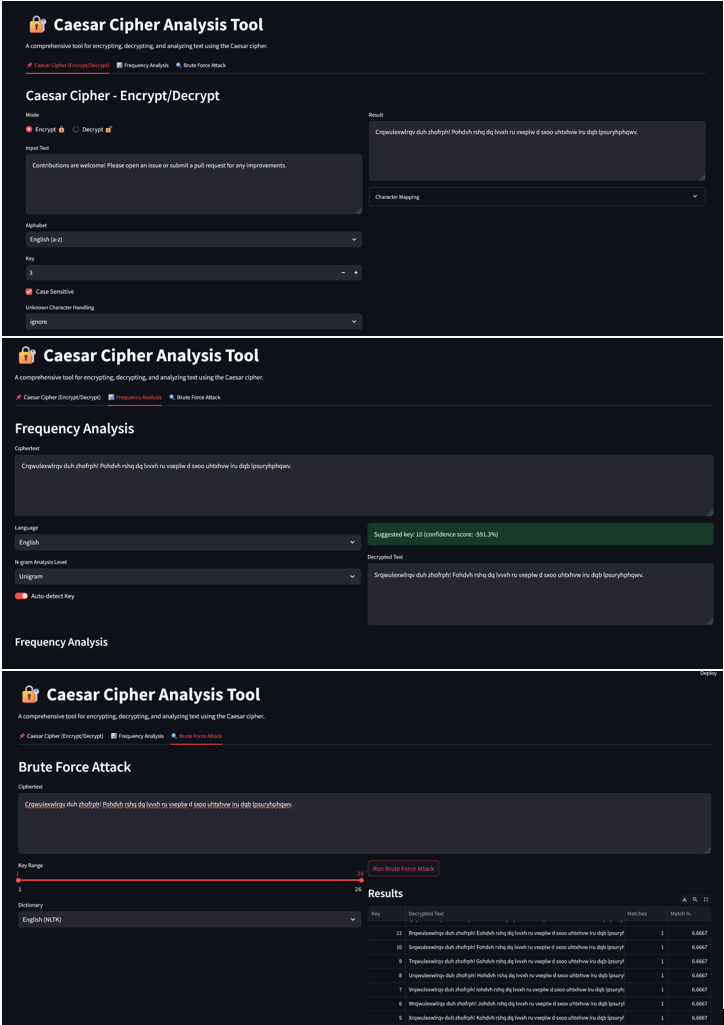 Caesar Cipher Analysis Tool
A comprehensive tool for encrypting, decrypting, and analyzing text using the Caesar cipher.
Caesar Cipher (Encrypt/Decrypt) Frequency Analysis Brute Force Attack
Caesar Cipher - Encrypt/Decrypt
Mode
Encrypt Decrypt
Input Text
Contributions are welcome! Please open an issue or submit a pull request for any improvements.
Alphabet
English (a-z)
Key
3 − +
Case Sensitive
Unknown Character Handling
ignore
Result
Crqwulexwlrqv duh zhofrph! Pohdvh rshq dq lvvxh ru vxeplw d sxoo uhtxhvw iru dqb lpsuryhphqwv.
Character Mapping
Caesar Cipher Analysis Tool
A comprehensive tool for encrypting, decrypting, and analyzing text using the Caesar cipher.
Caesar Cipher (Encrypt/Decrypt) Frequency Analysis Brute Force Attack
Frequency Analysis
Ciphertext
Crqwulexwlrqv duh zhofrph! Pohdvh rshq dq lvvxh ru vxeplw d sxoo uhtxhvw iru dqb lpsuryhphqwv.
Language
English
N-gram Analysis Level
Unigram
Auto-detect Key
Suggested key: 10 (confidence score: -591.3%)
Decrypted Text
Srqwulexwlrqv duh zhofrph! Fohdvh rshq dq lvvxh ru vxeplw d sxoo uhtxhvw iru dqb lpsuryhphqwv.
Frequency Analysis
Deploy
Caesar Cipher Analysis Tool
A comprehensive tool for encrypting, decrypting, and analyzing text using the Caesar cipher.
Caesar Cipher (Encrypt/Decrypt) Frequency Analysis Brute Force Attack
Brute Force Attack
Ciphertext
Crqwulexwlrqv duh zhofrph! Pohdvh rshq dq lvvxh ru vxeplw d sxoo uhtxhvw iru dqb lpsuryhphqwv.
Key Range
1 26
1 26
Dictionary
English (NLTK)
Run Brute Force Attack
Results
Key Decrypted Text Matches Match %
11 Rrqwulexwlrqv duh zhofrph! Eohdvh rshq dq lvvxh ru vxeplw d sxoo uhtxhvw iru dqb lpsuryh 1 6.6667
10 Srqwulexwlrqv duh zhofrph! Fohdvh rshq dq lvvxh ru vxeplw d sxoo uhtxhvw iru dqb lpsuryh 1 6.6667
9 Trqwulexwlrqv duh zhofrph! Gohdvh rshq dq lvvxh ru vxeplw d sxoo uhtxhvw iru dqb lpsuryh 1 6.6667
8 Urqwulexwlrqv duh zhofrph! Hohdvh rshq dq lvvxh ru vxeplw d sxoo uhtxhvw iru dqb lpsuryh 1 6.6667
7 Vrqwulexwlrqv duh zhofrph! Iohdvh rshq dq lvvxh ru vxeplw d sxoo uhtxhvw iru dqb lpsuryh 1 6.6667
6 Wrqwulexwlrqv duh zhofrph! Johdvh rshq dq lvvxh ru vxeplw d sxoo uhtxhvw iru dqb lpsuryh 1 6.6667
5 Xrqwulexwlrqv duh zhofrph! Kohdvh rshq dq lvvxh ru vxeplw d sxoo uhtxhvw iru dqb lpsuryh 1 6.6667